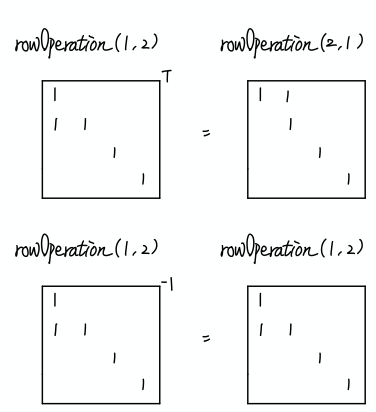 rowOperation(1,2) rowOperation(2,1)
T
1 1 1
1 1 = 1
1 1
1 1
rowOperation(1,2) rowOperation(1,2)
-1
1 1
1 1 = 1 1
1 1
1 1